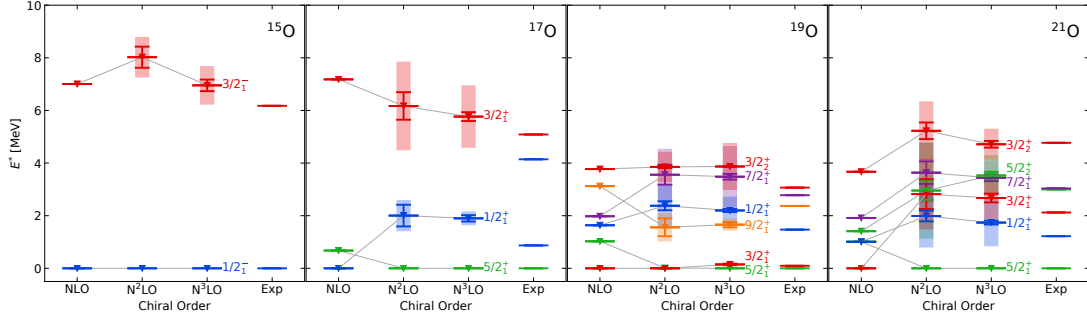 10
8
6
4
2
0
E* [MeV]
¹⁵O
3/2₁⁻
1/2₁⁻
NLO N²LO N³LO Exp
Chiral Order
¹⁷O
3/2₁⁺
1/2₁⁺
5/2₁⁺
NLO N²LO N³LO Exp
Chiral Order
¹⁹O
3/2₂⁺
7/2₁⁺
1/2₁⁺
9/2₁⁺
3/2₁⁺
5/2₁⁺
NLO N²LO N³LO Exp
Chiral Order
²¹O
3/2₂⁺
5/2₂⁺
7/2₁⁺
3/2₁⁺
1/2₁⁺
5/2₁⁺
NLO N²LO N³LO Exp
Chiral Order